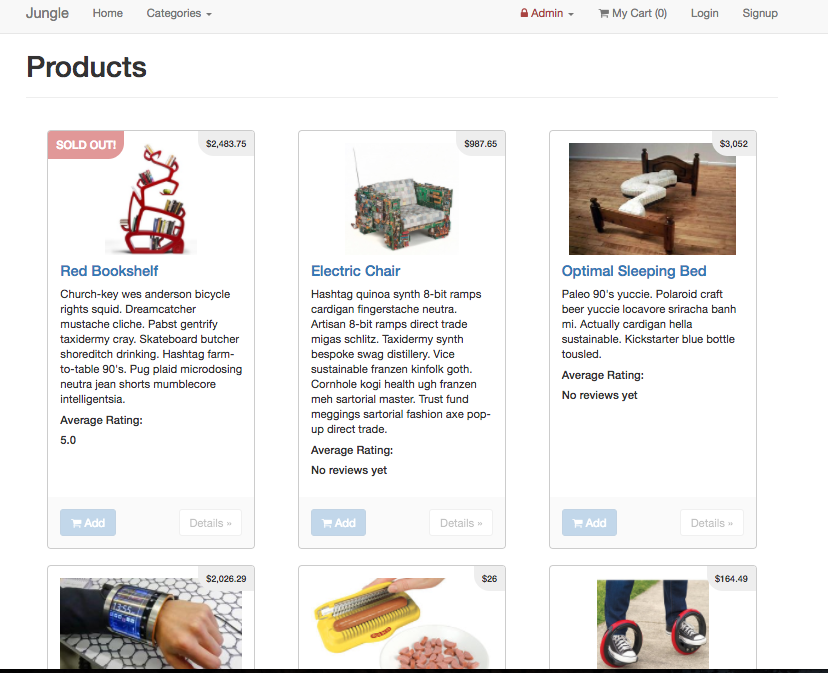 Jungle Home Categories Admin My Cart (0) Login Signup
Products
SOLD OUT!
$2,483.75
Red Bookshelf
Church-key wes anderson bicycle
rights squid. Dreamcatcher
mustache cliche. Pabst gentrify
taxidermy cray. Skateboard butcher
shoreditch drinking. Hashtag farm-
to-table 90's. Pug plaid microdosing
neutra jean shorts mumblecore
intelligentsia.
Average Rating:
5.0
Add Details »
$987.65
Electric Chair
Hashtag quinoa synth 8-bit ramps
cardigan fingerstache neutra.
Artisan 8-bit ramps direct trade
migas schlitz. Taxidermy synth
bespoke swag distillery. Vice
sustainable franzen kinfolk goth.
Cornhole kogi health ugh franzen
meh sartorial master. Trust fund
meggings sartorial fashion axe pop-
up direct trade.
Average Rating:
No reviews yet
Add Details »
$3,052
Optimal Sleeping Bed
Paleo 90's yuccie. Polaroid craft
beer yuccie locavore sriracha banh
mi. Actually cardigan hella
sustainable. Kickstarter blue bottle
tousled.
Average Rating:
No reviews yet
Add Details »
$2,026.29
$26
$164.49